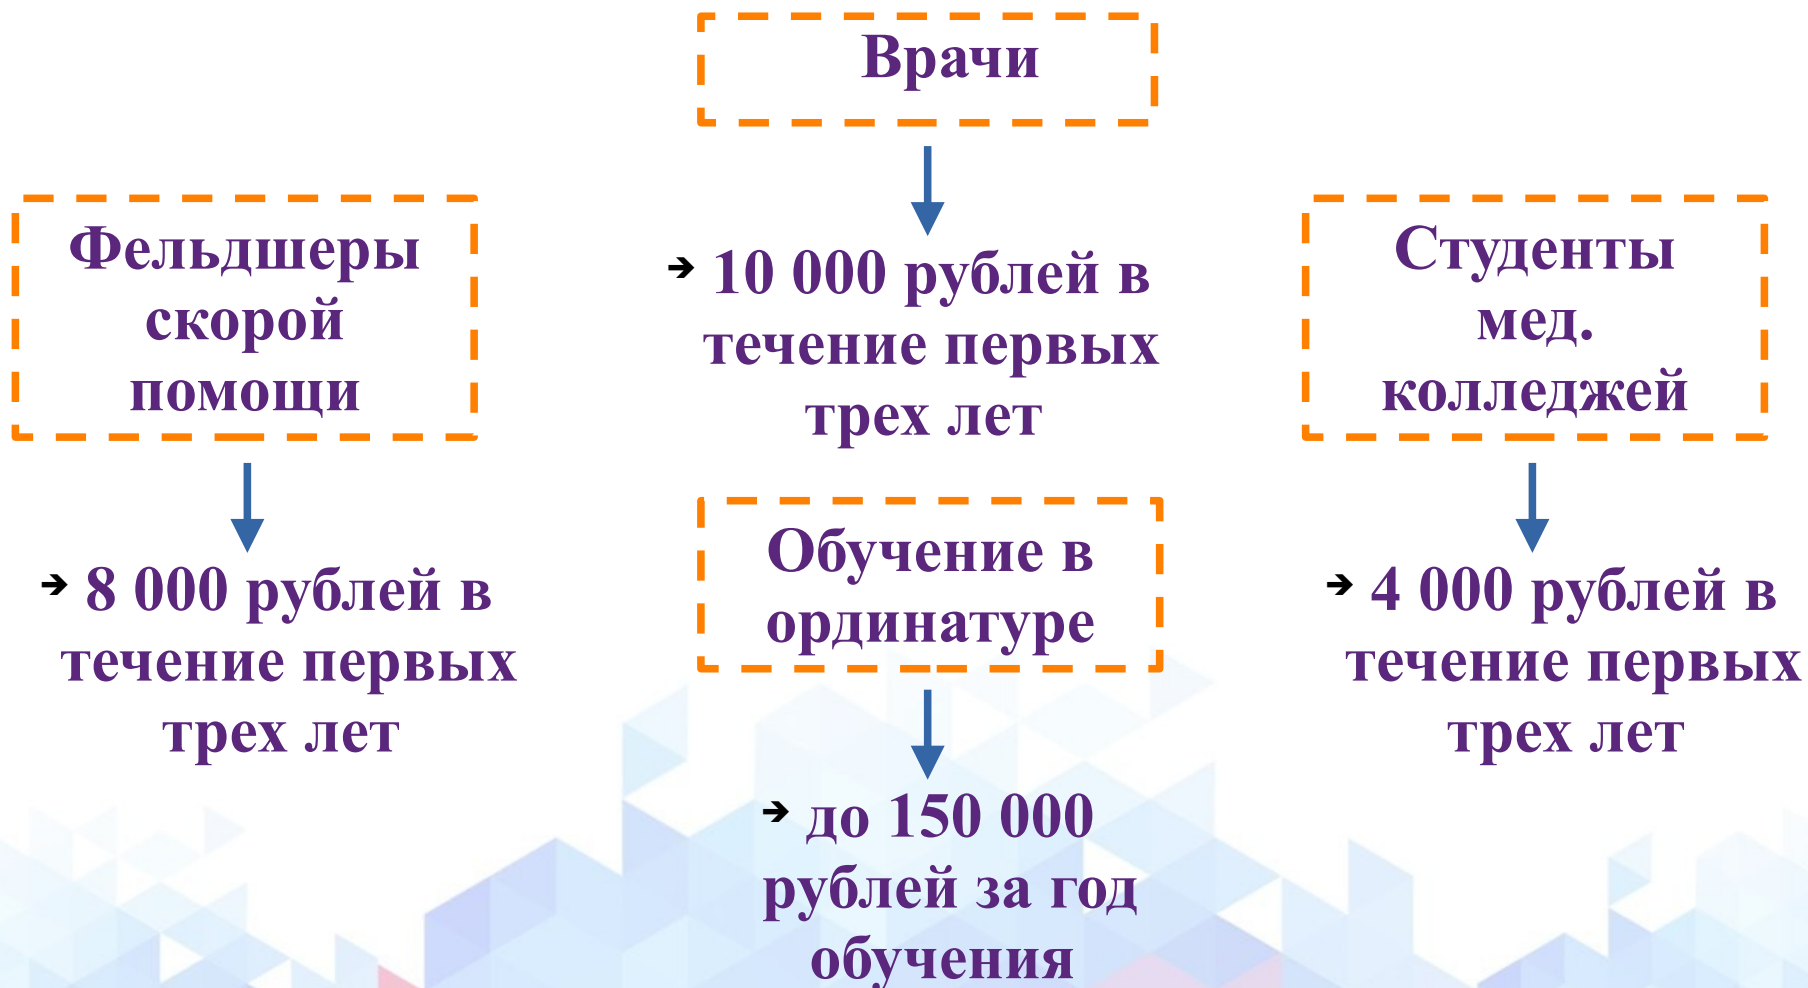 Врачи
10 000 рублей в
течение первых
трех лет
Фельдшеры
скорой
помощи
8 000 рублей в
течение первых
трех лет
Обучение в
ординатуре
до 150 000
рублей за год
обучения
Студенты
мед.
колледжей
4 000 рублей в
течение первых
трех лет